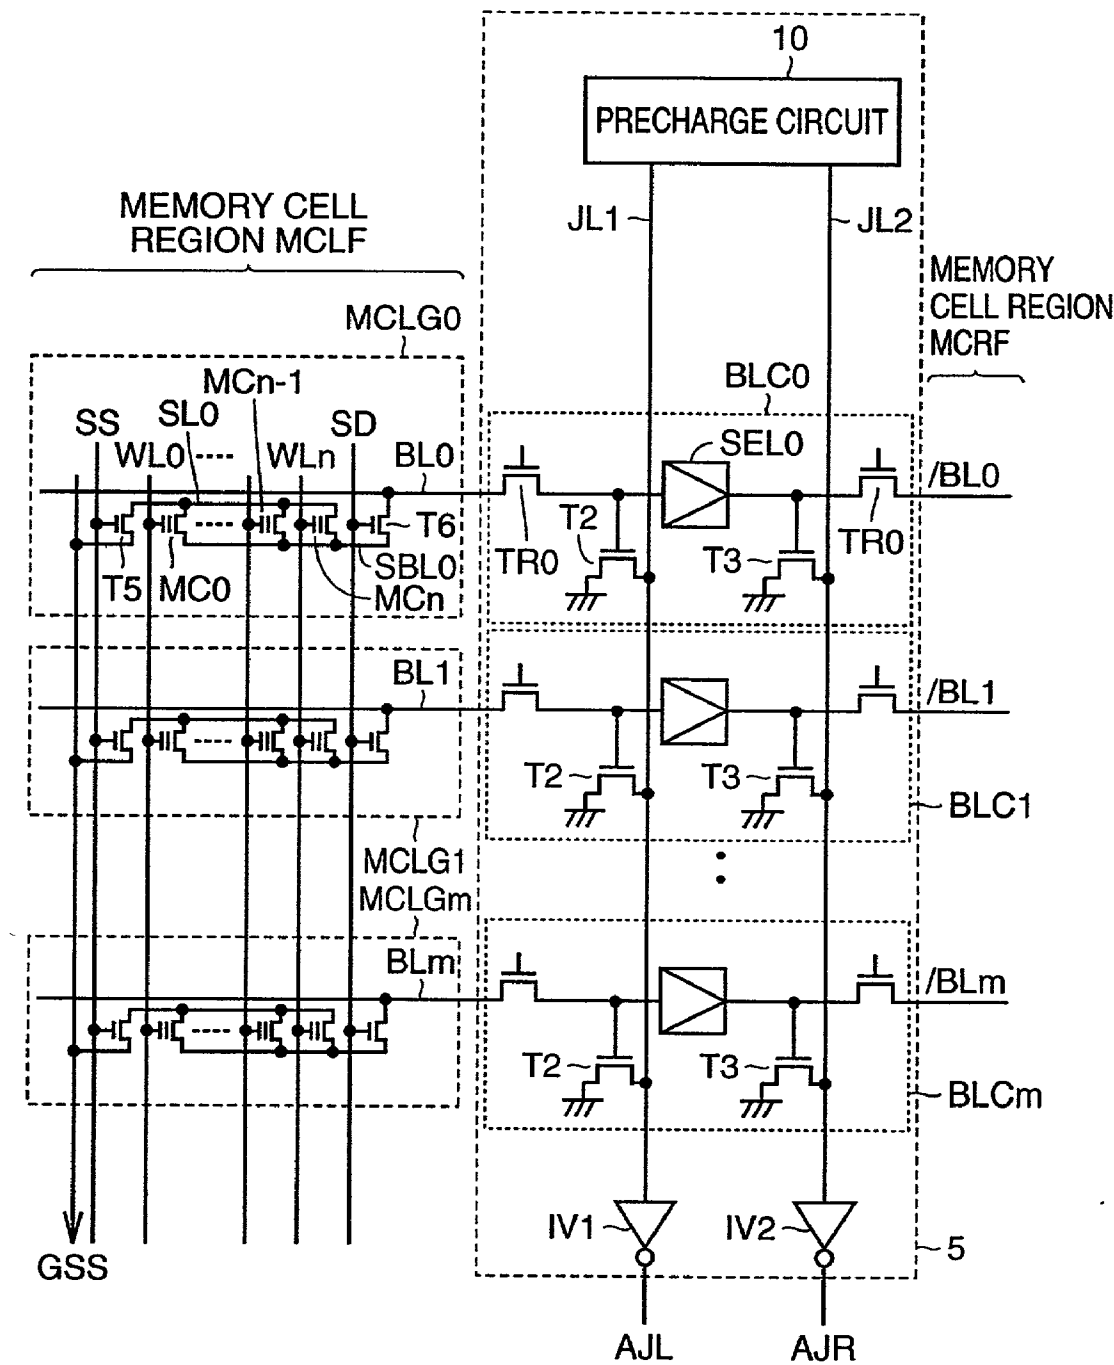 10
PRECHARGE CIRCUIT
MEMORY CELL
REGION MCLF
JL1
JL2
MEMORY
CELL REGION
MCRF
MCLG0
BLC0
MCn-1
SS
SL0
SD
WL0
WLn
BL0
SEL0
/BL0
T6
T2
TR0
T3
TR0
T5
MC0
SBL0
MCn
BL1
/BL1
T2
T3
BLC1
MCLG1
MCLGm
BLm
/BLm
T2
T3
BLCm
IV1
IV2
5
GSS
AJL
AJR